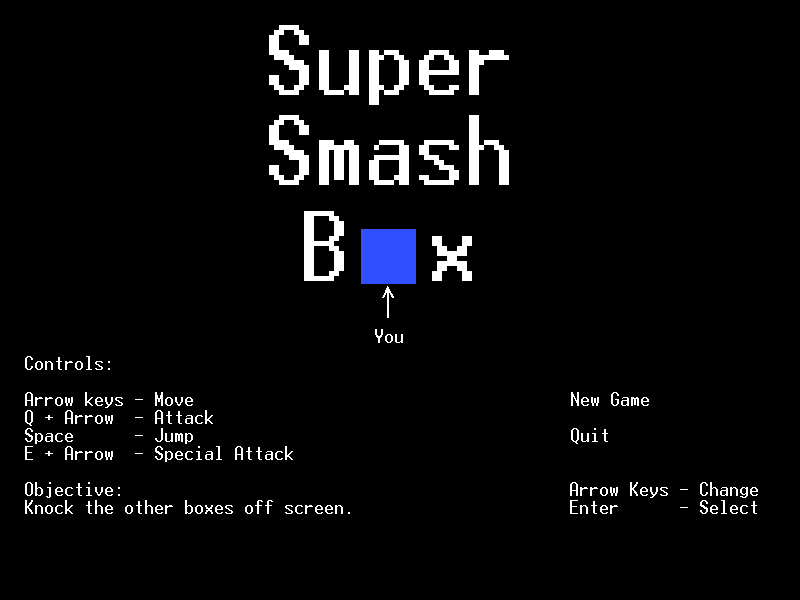 Super
Smash
B x
You
Controls:
Arrow keys - Move
Q + Arrow - Attack
Space - Jump
E + Arrow - Special Attack
Objective:
Knock the other boxes off screen.
New Game
Quit
Arrow Keys - Change
Enter - Select